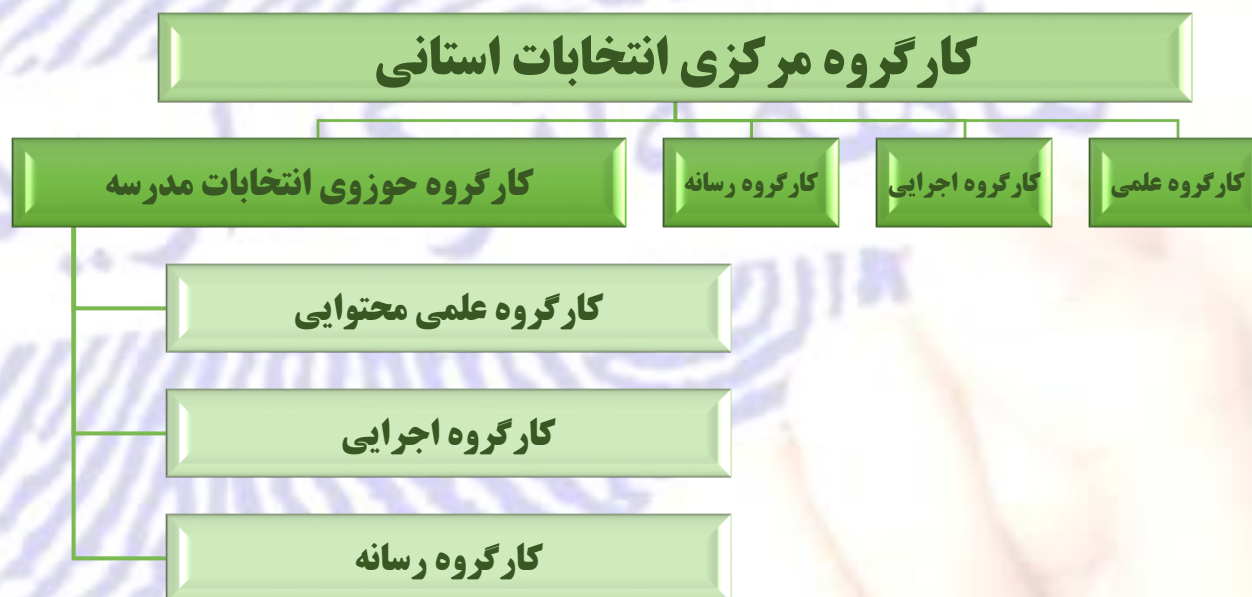 کارگروه مرکزی انتخابات استانی
کارگروه علمی
کارگروه اجرایی
کارگروه رسانه
کارگروه حوزوی انتخابات مدرسه
کارگروه علمی محتوایی
کارگروه اجرایی
کارگروه رسانه